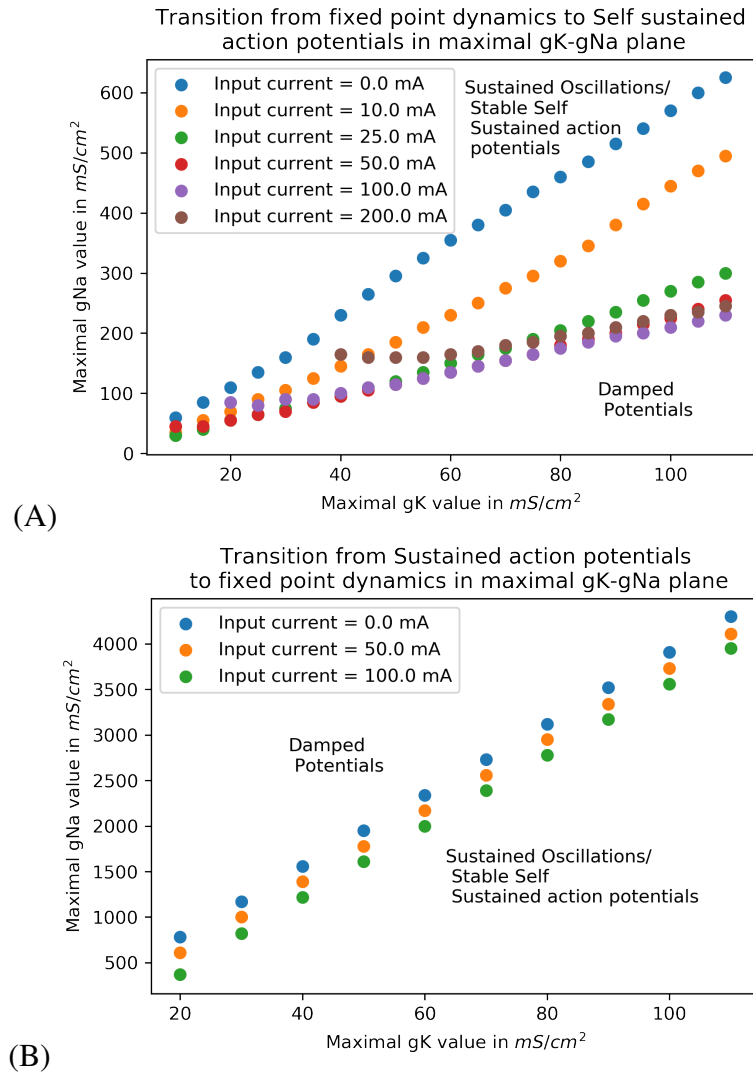 Transition from fixed point dynamics to Self sustained
action potentials in maximal gK-gNa plane
Maximal gNa value in mS/cm²
600
500
400
300
200
100
0
Input current = 0.0 mA
Input current = 10.0 mA
Input current = 25.0 mA
Input current = 50.0 mA
Input current = 100.0 mA
Input current = 200.0 mA
Sustained Oscillations/
Stable Self
Sustained action
potentials
Damped
Potentials
20 40 60 80 100
Maximal gK value in mS/cm²
(A)
Transition from Sustained action potentials
to fixed point dynamics in maximal gK-gNa plane
Maximal gNa value in mS/cm²
4000
3500
3000
2500
2000
1500
1000
500
Input current = 0.0 mA
Input current = 50.0 mA
Input current = 100.0 mA
Damped
Potentials
Sustained Oscillations/
Stable Self
Sustained action potentials
20 40 60 80 100
Maximal gK value in mS/cm²
(B)